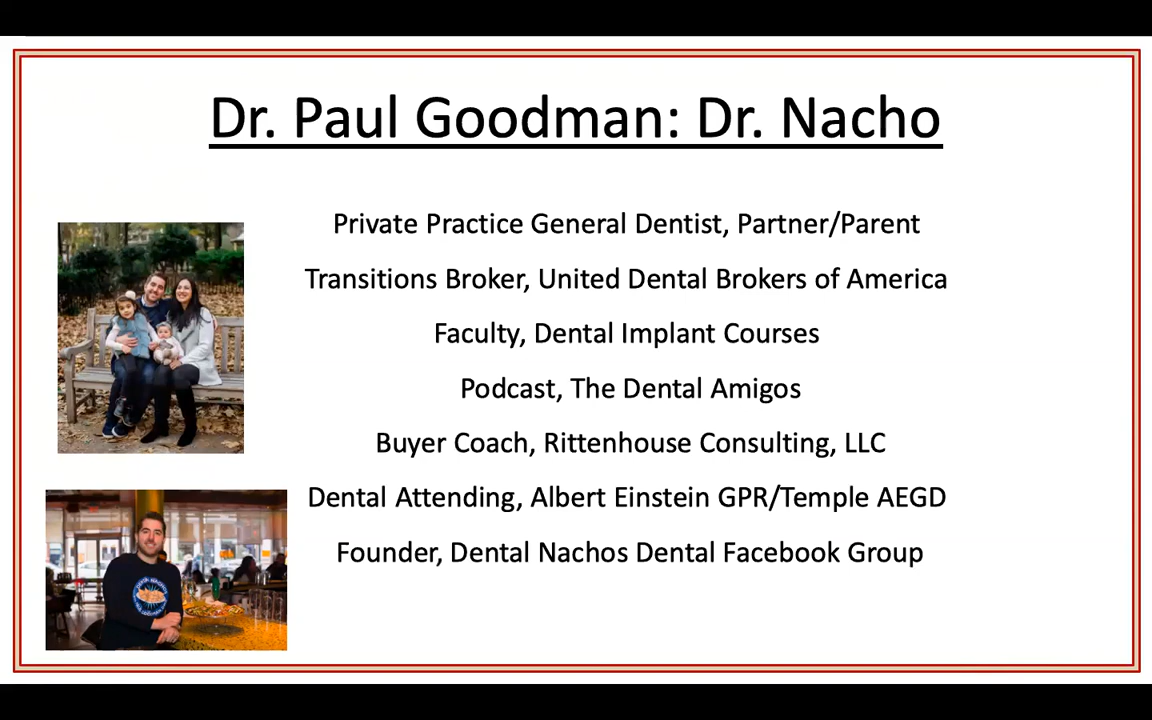 Dr. Paul Goodman: Dr. Nacho
Private Practice General Dentist, Partner/Parent
Transitions Broker, United Dental Brokers of America
Faculty, Dental Implant Courses
Podcast, The Dental Amigos
Buyer Coach, Rittenhouse Consulting, LLC
Dental Attending, Albert Einstein GPR/Temple AEGD
Founder, Dental Nachos Dental Facebook Group